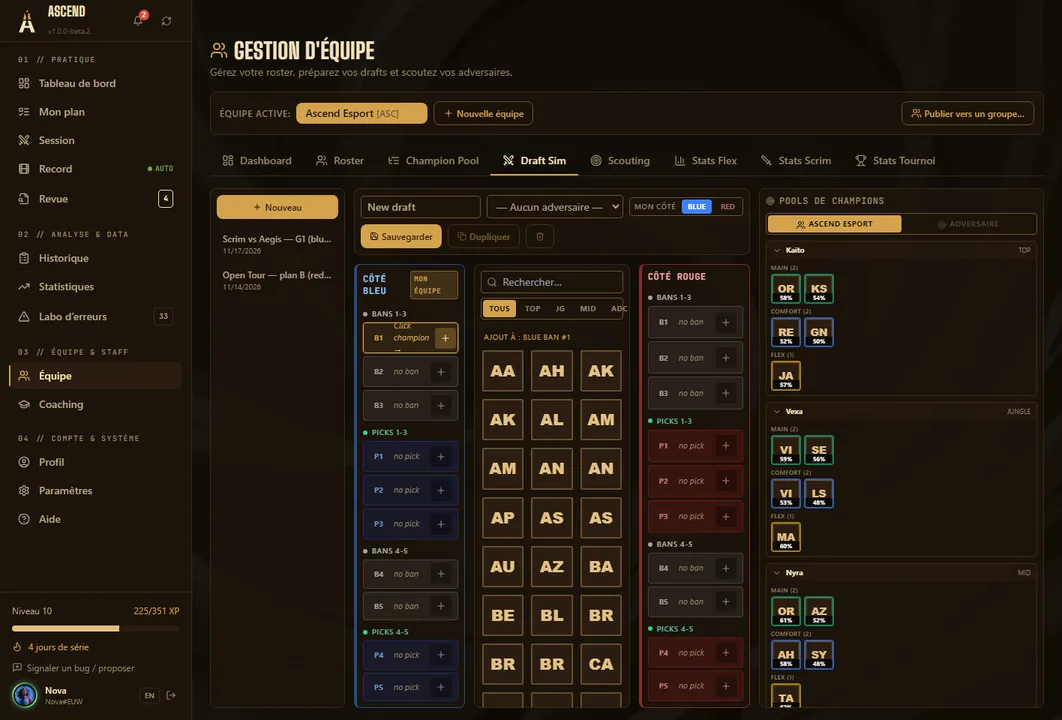 ASCEND
v1.0.0-beta.2
2
01 // PRATIQUE
Tableau de bord
Mon plan
Session
Record
AUTO
Revue
4
02 // ANALYSE & DATA
Historique
Statistiques
Labo d'erreurs
33
03 // ÉQUIPE & STAFF
Équipe
Coaching
04 // COMPTE & SYSTÈME
Profil
Paramètres
Aide
Niveau 10
225/351 XP
4 jours de série
Signaler un bug / proposer
Nova
Nova#EUW
EN
GESTION D'ÉQUIPE
Gérez votre roster, préparez vos drafts et scoutez vos adversaires.
ÉQUIPE ACTIVE:
Ascend Esport [ASC]
+ Nouvelle équipe
Publier vers un groupe...
Dashboard
Roster
Champion Pool
Draft Sim
Scouting
Stats Flex
Stats Scrim
Stats Tournoi
+ Nouveau
Scrim vs Aegis — G1 (blu...
11/17/2026
Open Tour — plan B (red...
11/14/2026
New draft
— Aucun adversaire —
MON CÔTÉ
BLUE
RED
Sauvegarder
Dupliquer
CÔTÉ BLEU
MON ÉQUIPE
BANS 1-3
B1 Click champion → +
B2 no ban +
B3 no ban +
PICKS 1-3
P1 no pick +
P2 no pick +
P3 no pick +
BANS 4-5
B4 no ban +
B5 no ban +
PICKS 4-5
P4 no pick +
P5 no pick +
Rechercher...
TOUS TOP JG MID ADC
AJOUT À : BLUE BAN #1
AA AH AK
AK AL AM
AM AN AN
AP AS AS
AU AZ BA
BE BL BR
BR BR CA
CÔTÉ ROUGE
BANS 1-3
B1 no ban +
B2 no ban +
B3 no ban +
PICKS 1-3
P1 no pick +
P2 no pick +
P3 no pick +
BANS 4-5
B4 no ban +
B5 no ban +
PICKS 4-5
P4 no pick +
P5 no pick +
POOLS DE CHAMPIONS
ASCEND ESPORT
ADVERSAIRE
Kaito
TOP
MAIN (2)
OR 58%
KS 54%
COMFORT (2)
RE 52%
GN 50%
FLEX (1)
JA 57%
Vexa
JUNGLE
MAIN (2)
VI 59%
SE 56%
COMFORT (2)
VI 53%
LS 48%
FLEX (1)
MA 60%
Nyra
MID
MAIN (2)
OR 61%
AZ 52%
COMFORT (2)
AH 58%
SY 48%
FLEX (1)
TA